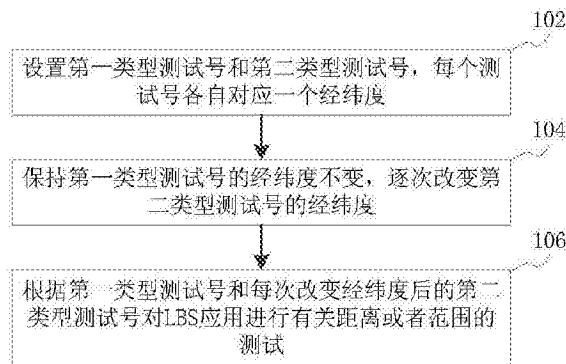 102
设置第一类型测试号和第二类型测试号，每个测
试号各自对应一个经纬度
104
保持第一类型测试号的经纬度不变，逐次改变第
二类型测试号的经纬度
106
根据第一类型测试号和每次改变经纬度后的第二
类型测试号对LBS应用进行有关距离或者范围的
测试